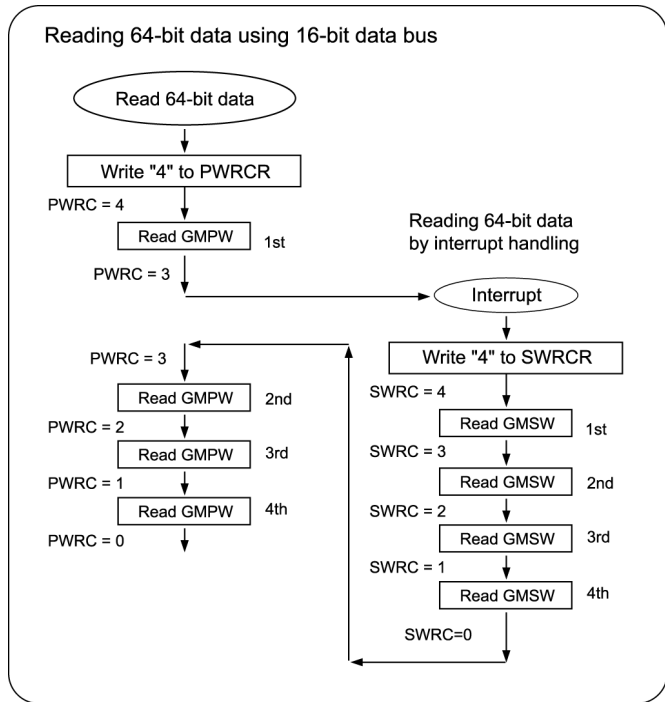 Reading 64-bit data using 16-bit data bus
Read 64-bit data
Write "4" to PWRCR
PWRC = 4
Read GMPW
1st
PWRC = 3
Reading 64-bit data
by interrupt handling
Interrupt
Write "4" to SWRCR
SWRC = 4
Read GMSW
1st
SWRC = 3
Read GMSW
2nd
SWRC = 2
Read GMSW
3rd
SWRC = 1
Read GMSW
4th
SWRC=0
PWRC = 3
Read GMPW
2nd
PWRC = 2
Read GMPW
3rd
PWRC = 1
Read GMPW
4th
PWRC = 0